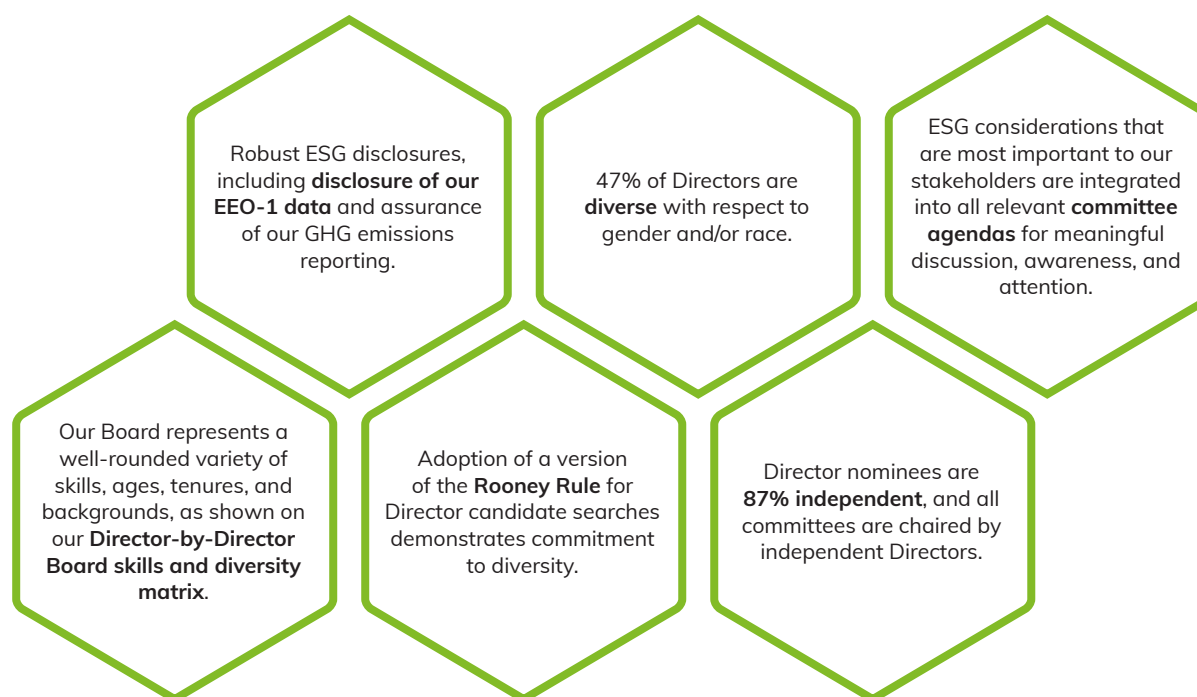 Robust ESG disclosures,
including disclosure of our
EEO-1 data and assurance
of our GHG emissions
reporting.
47% of Directors are
diverse with respect to
gender and/or race.
ESG considerations that
are most important to our
stakeholders are integrated
into all relevant committee
agendas for meaningful
discussion, awareness, and
attention.
Our Board represents a
well-rounded variety of
skills, ages, tenures, and
backgrounds, as shown on
our Director-by-Director
Board skills and diversity
matrix.
Adoption of a version
of the Rooney Rule for
Director candidate searches
demonstrates commitment
to diversity.
Director nominees are
87% independent, and all
committees are chaired by
independent Directors.